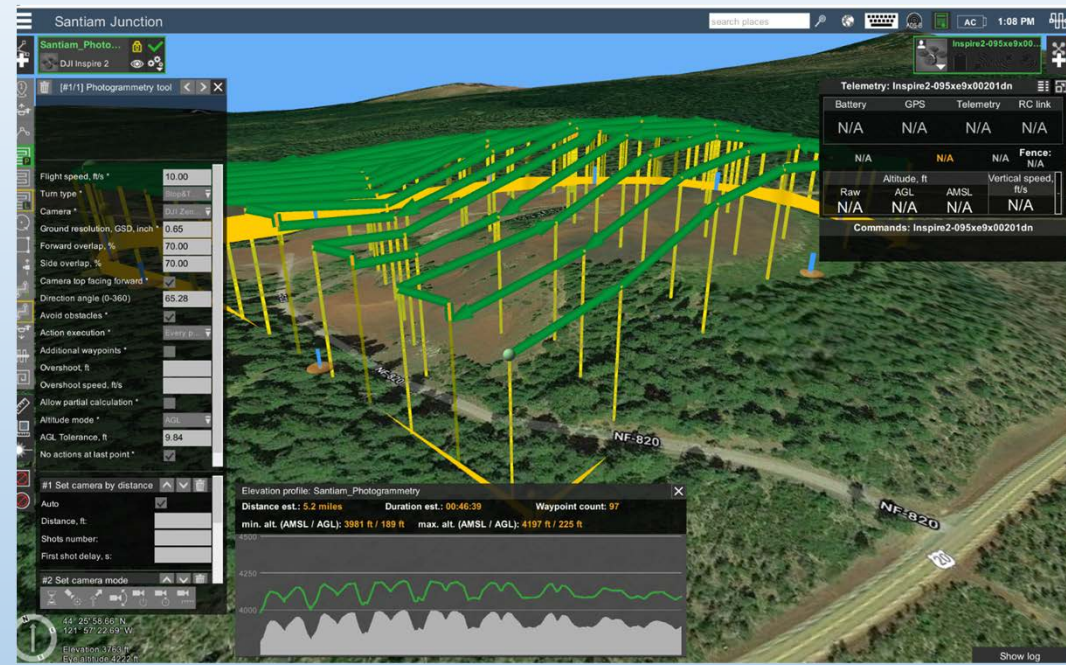 Santiam Junction
search places
ADS-B
AC
1:08 PM
Santiam_Photo...
DJI Inspire 2
Inspire2-095xe9x00...
[#1/1] Photogrammetry tool
Flight speed, ft/s * 10.00
Turn type * Stop&T...
Camera * DJI Zen...
Ground resolution, GSD, inch * 0.65
Forward overlap, % 70.00
Side overlap, % 70.00
Camera top facing forward *
Direction angle (0-360) 65.28
Avoid obstacles *
Action execution * Every p...
Additional waypoints *
Overshoot, ft
Overshoot speed, ft/s
Allow partial calculation *
Altitude mode * AGL
AGL Tolerance, ft 9.84
No actions at last point *
#1 Set camera by distance
Auto
Distance, ft:
Shots number:
First shot delay, s:
#2 Set camera mode
44° 25' 58.66" N
121° 57' 22.69" W
Elevation 3763 ft
Eye altitude 4222 ft
Telemetry: Inspire2-095xe9x00201dn
Battery GPS Telemetry RC link
N/A N/A N/A N/A
N/A N/A N/A Fence: N/A
Altitude, ft Vertical speed, ft/s
Raw AGL AMSL
N/A N/A N/A N/A
Commands: Inspire2-095xe9x00201dn
NF-820
NF-820
NF-820
20
Elevation profile: Santiam_Photogrammetry
Distance est.: 5.2 miles Duration est.: 00:46:39 Waypoint count: 97
min. alt. (AMSL / AGL): 3981 ft / 189 ft max. alt. (AMSL / AGL): 4197 ft / 225 ft
4500
4250
4000
Show log